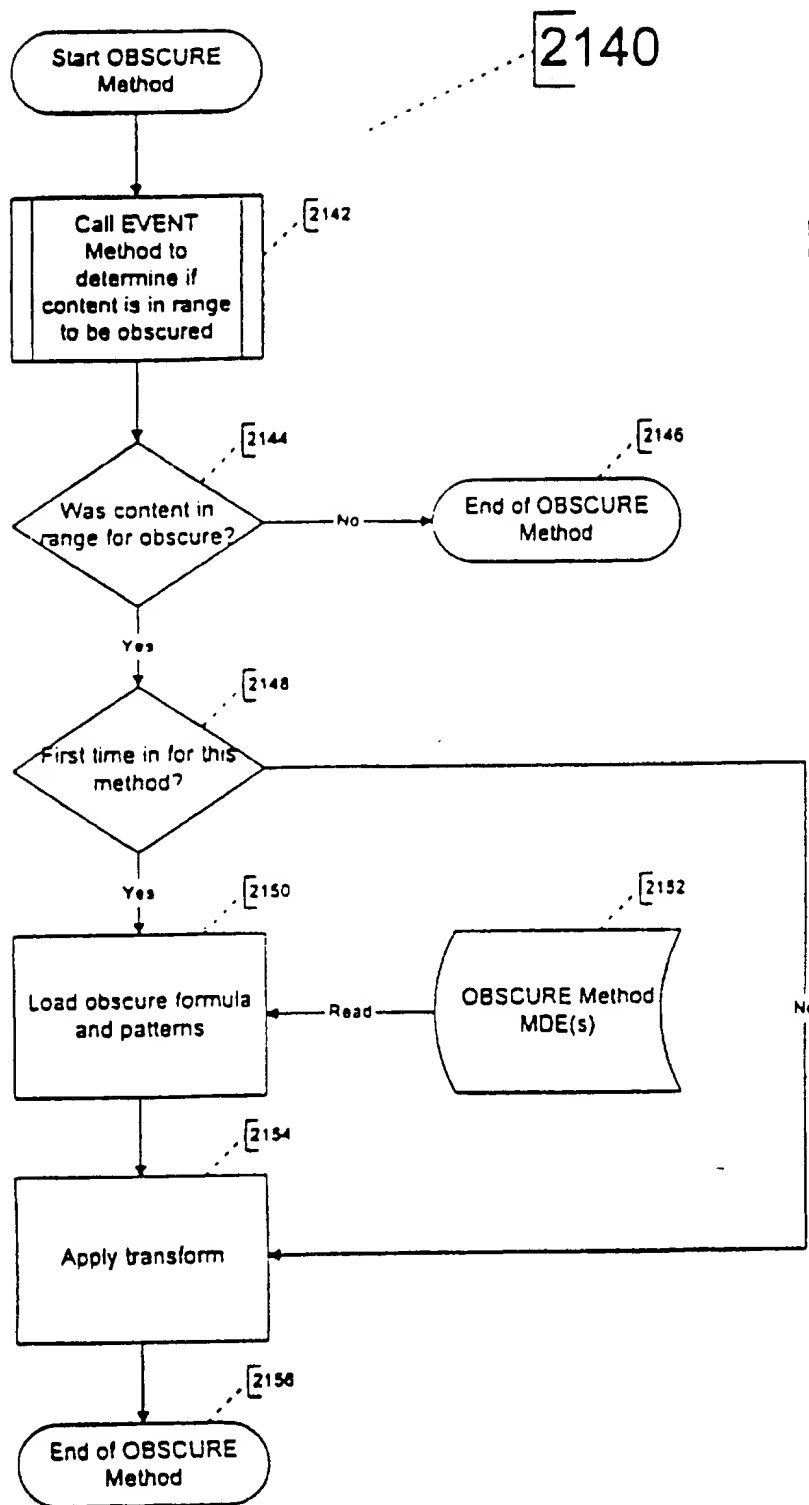 Start OBSCURE
Method
2140
Call EVENT
Method to
determine if
content is in range
to be obscured
2142
2144
Was content in
range for obscure?
No
2146
End of OBSCURE
Method
Yes
2148
First time in for this
method?
Yes
2150
Load obscure formula
and patterns
Read
2152
OBSCURE Method
MDE(s)
No
2154
Apply transform
2156
End of OBSCURE
Method